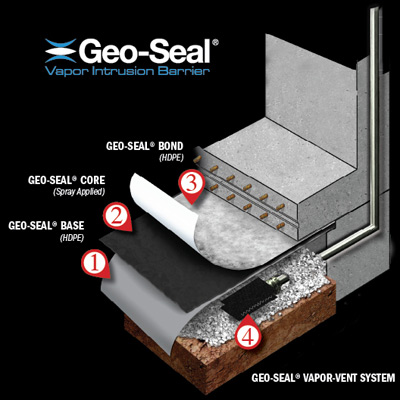 Geo-Seal®
Vapor Intrusion Barrier
GEO-SEAL® BOND
(HDPE)
3
GEO-SEAL® CORE
(Spray Applied)
2
GEO-SEAL® BASE
(HDPE)
1
4
GEO-SEAL® VAPOR-VENT SYSTEM